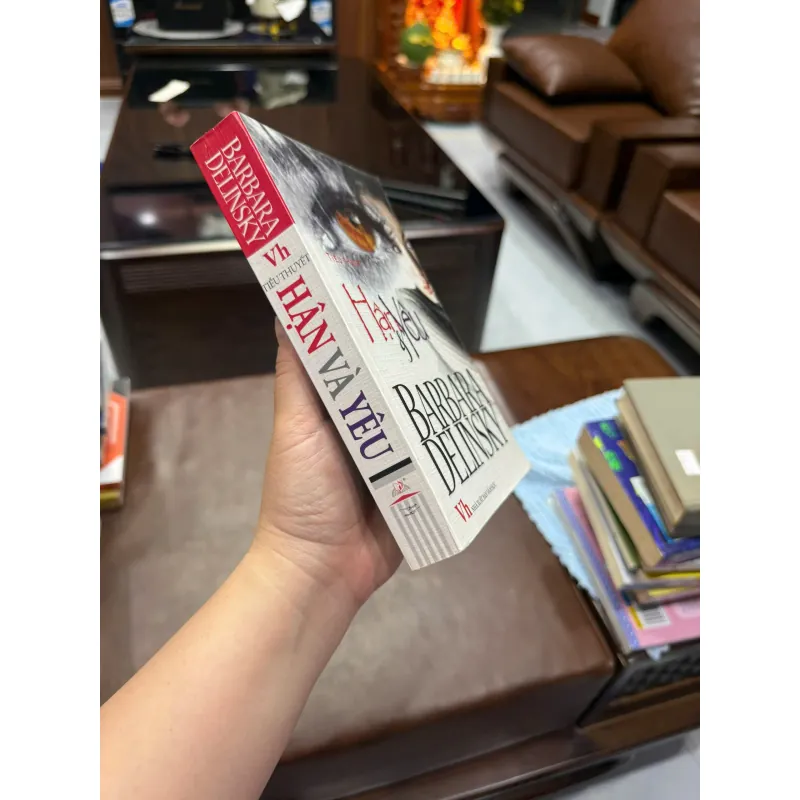 BARBARA
DELINSKY
Vh
TIỂU THUYẾT
HẬN VÀ YÊU
Hận & Yêu
BARBARA
DELINSKY
Vh